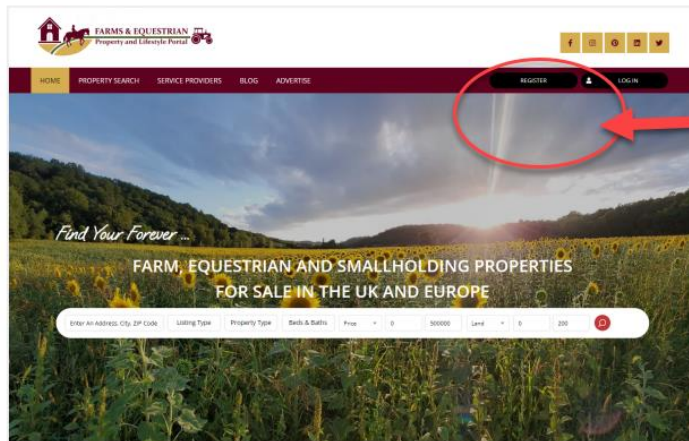 FARMS & EQUESTRIAN
Property and Lifestyle Portal
HOME PROPERTY SEARCH SERVICE PROVIDERS BLOG ADVERTISE REGISTER LOG IN
Find Your Forever ...
FARM, EQUESTRIAN AND SMALLHOLDING PROPERTIES
FOR SALE IN THE UK AND EUROPE
Enter An Address, City, ZIP Code Listing Type Property Type Beds & Baths Price 0 500000 Land 0 200